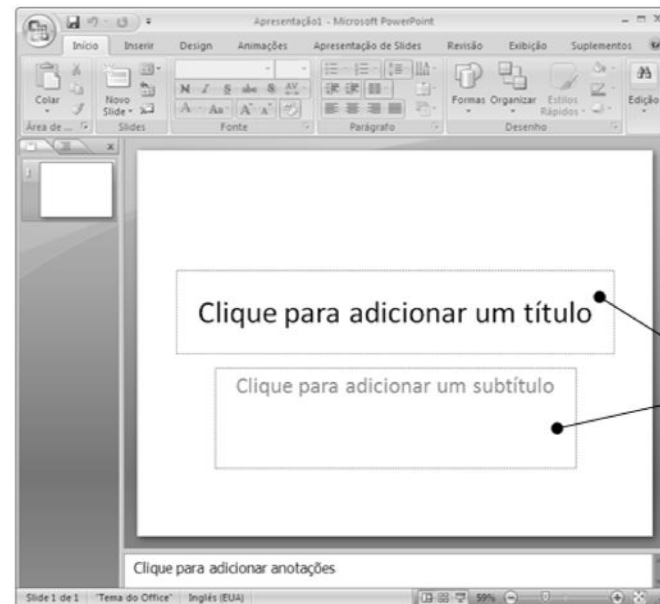 Apresentação1 - Microsoft PowerPoint
Início Inserir Design Animações Apresentação de Slides Revisão Exibição Suplementos
Colar
Novo Slide
Formas Organizar Estilos Rápidos
Edição
Área de ... Slides Fonte Parágrafo Desenho
1
Clique para adicionar um título
Clique para adicionar um subtítulo
Clique para adicionar anotações
Slide 1 de 1 "Tema do Office" Inglês (EUA) 59%